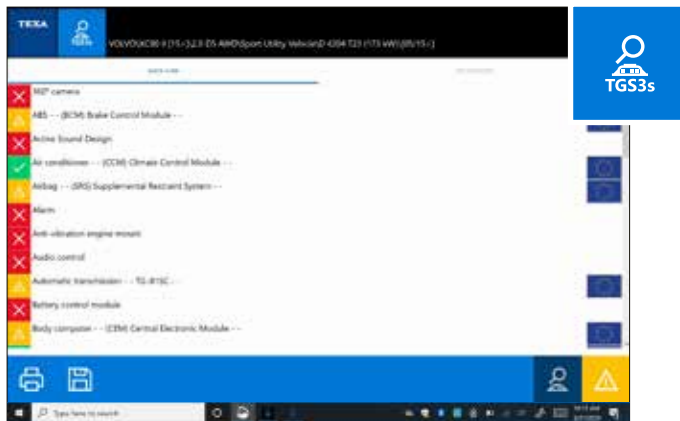 TEXA
TGS3s
VOLVO\XC90 II [15>]\2.0 D5 AWD\Sport Utility Vehicle\D 4204 T23 (173 kW)\[05/15>]
TGS3s
360° camera
ABS - - (BCM) Brake Control Module - -
Active Sound Design
Air conditioner - - (CCM) Climate Control Module - -
Airbag - - (SRS) Supplemental Restraint System - -
Alarm
Anti-vibration engine mount
Audio control
Automatic transmission - - TG-81SC - -
Battery control module
Body computer - - (CEM) Central Electronic Module - -
Type here to search